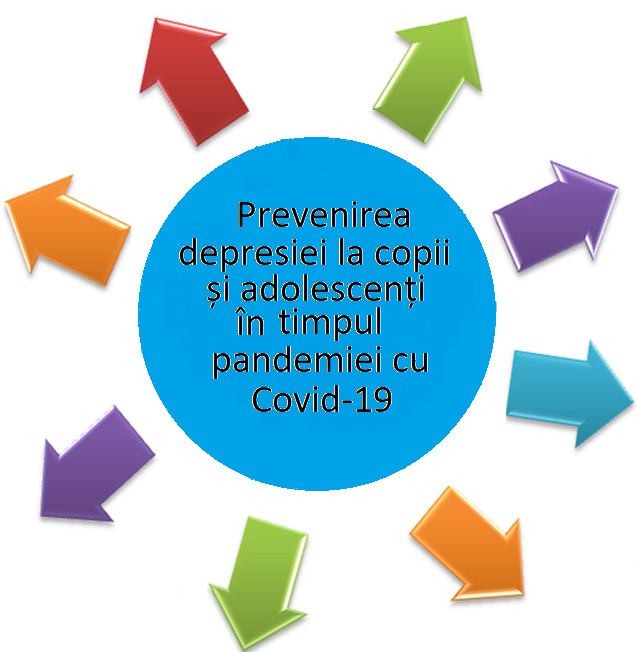 Prevenirea
depresiei la copii
și adolescenți
în timpul
pandemiei cu
Covid-19